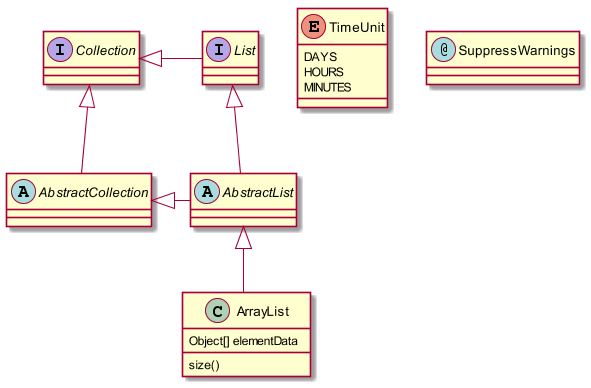 I Collection
I List
E TimeUnit
DAYS
HOURS
MINUTES
@ SuppressWarnings
A AbstractCollection
A AbstractList
C ArrayList
Object[] elementData
size()